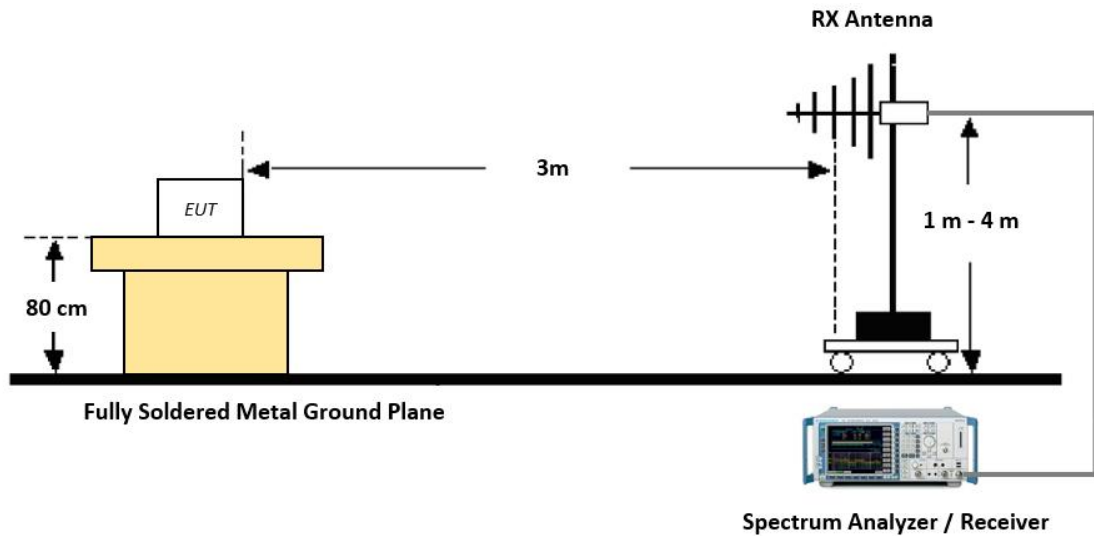 RX Antenna
3m
EUT
1 m - 4 m
80 cm
Fully Soldered Metal Ground Plane
Spectrum Analyzer / Receiver